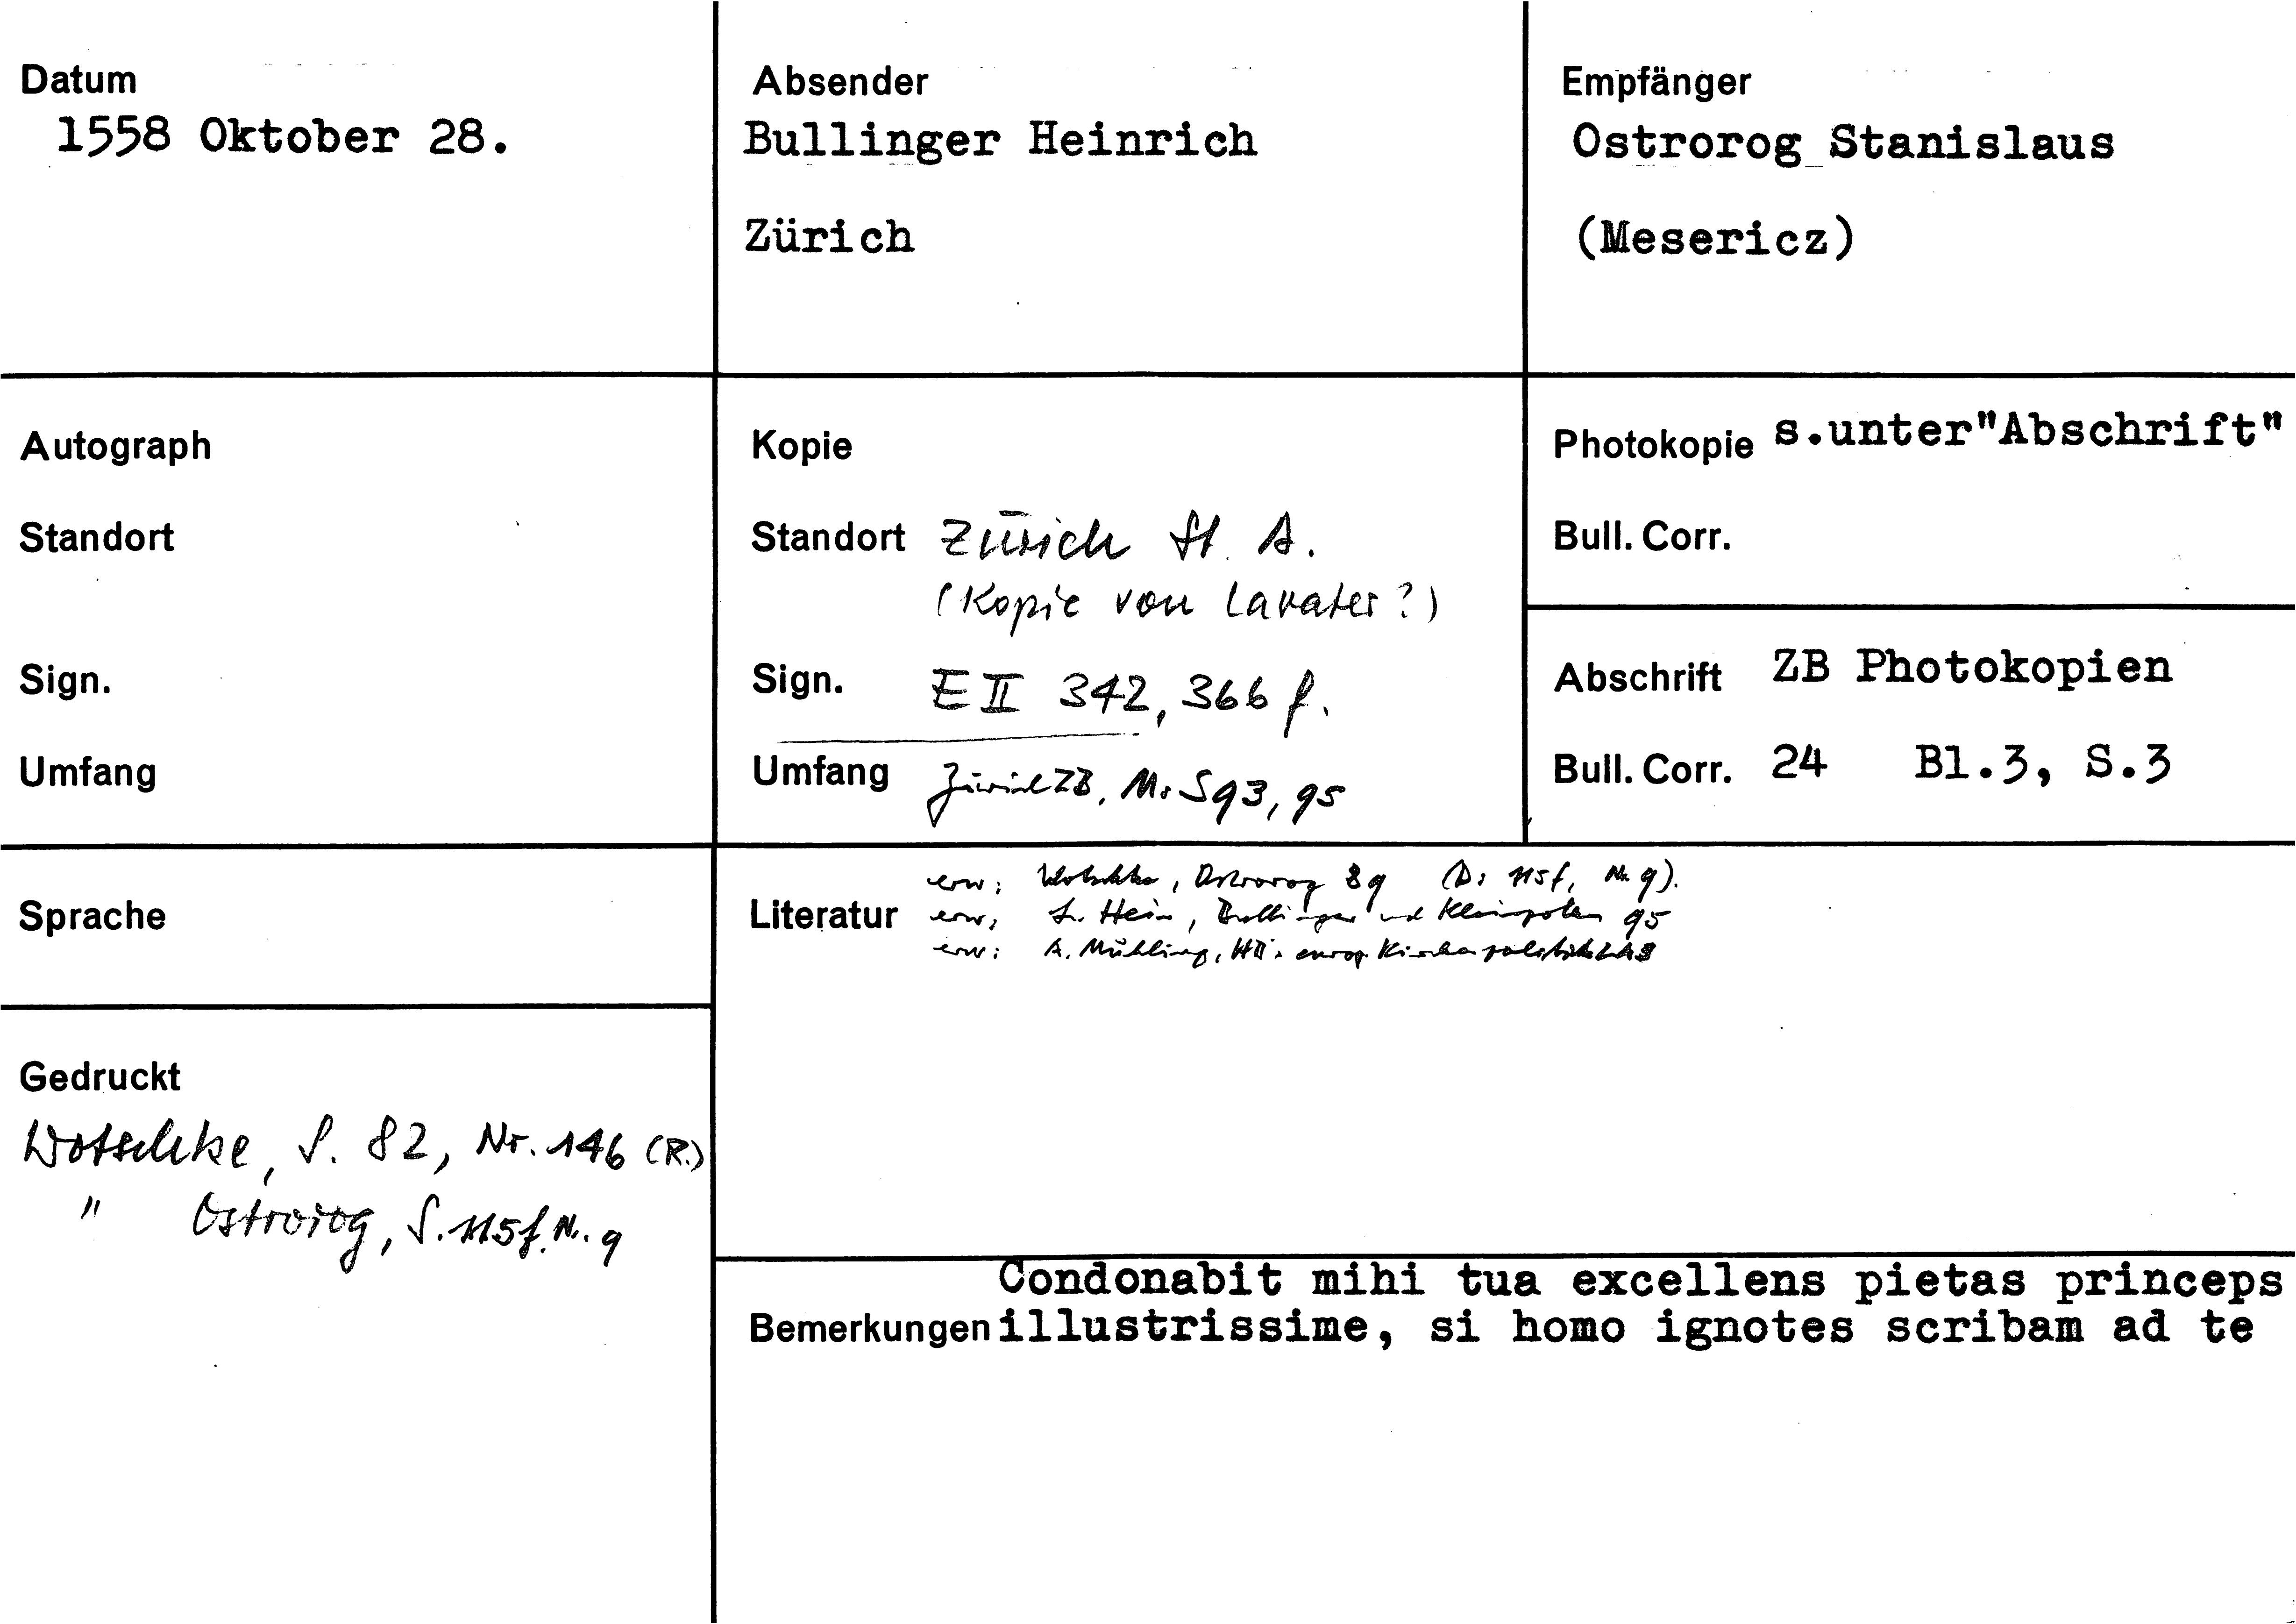 Datum
1558 Oktober 28.
Absender
Bullinger Heinrich
Zürich
Empfänger
Ostrorog Stanislaus
(Mesericz)
Autograph
Standort
Sign.
Umfang
Kopie
Standort Zürich St. A.
(Kopie von Lavater?)
Sign. E II 342, 366 f.
Umfang Zürich ZB, Ms S 93, 95
Photokopie s.unter"Abschrift"
Bull. Corr.
Abschrift ZB Photokopien
Bull. Corr. 24 Bl.3, S.3
Sprache
Gedruckt
Wotschke, S. 82, Nr. 146 (R.)
" Ostrorog, S. 115f. Nr. 9
erw: Wotschke, Ostrorog 89 (D: 115f, Nr. 9).
Literatur erw: L. Hein, Bullinger und Kleinpolen 95
erw: A. Mühling, HB's europ. Kirchenpolitik
Condonabit mihi tua excellens pietas princeps
Bemerkungen illustrissime, si homo ignotes scribam ad te